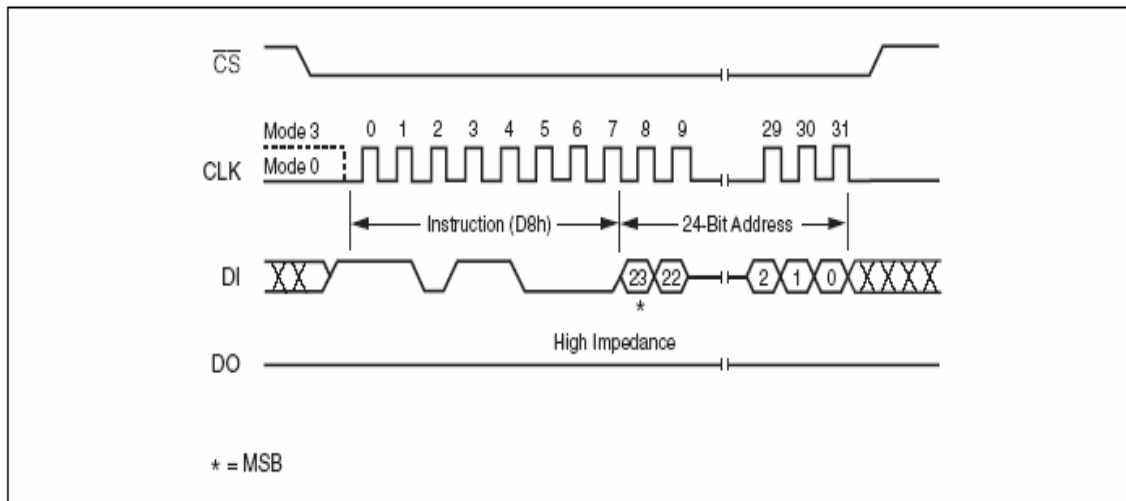 CS
Mode 3
0 1 2 3 4 5 6 7 8 9 29 30 31
Mode 0
CLK
Instruction (D8h)
24-Bit Address
DI
23 22 2 1 0
*
High Impedance
DO
* = MSB